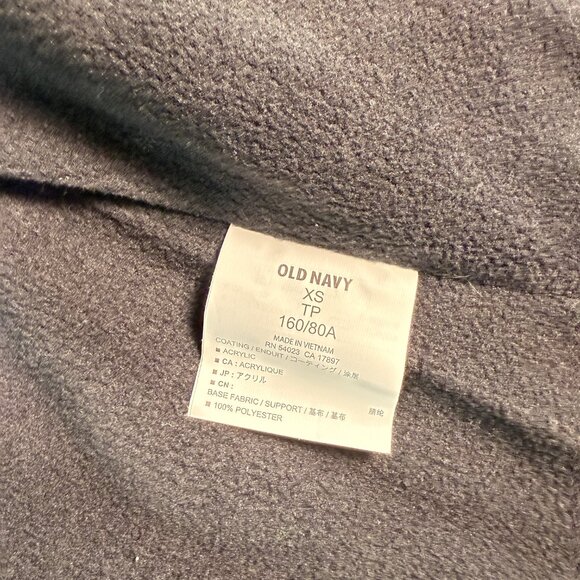 OLD NAVY
XS
TP
160/80A
MADE IN VIETNAM
RN 54023 CA 17897
COATING / ENDUIT / コーティング / 涂层
■ ACRYLIC
■ CA : ACRYLIQUE
■ JP : アクリル
■ CN :
BASE FABRIC / SUPPORT / 基布 / 基布
■ 100% POLYESTER